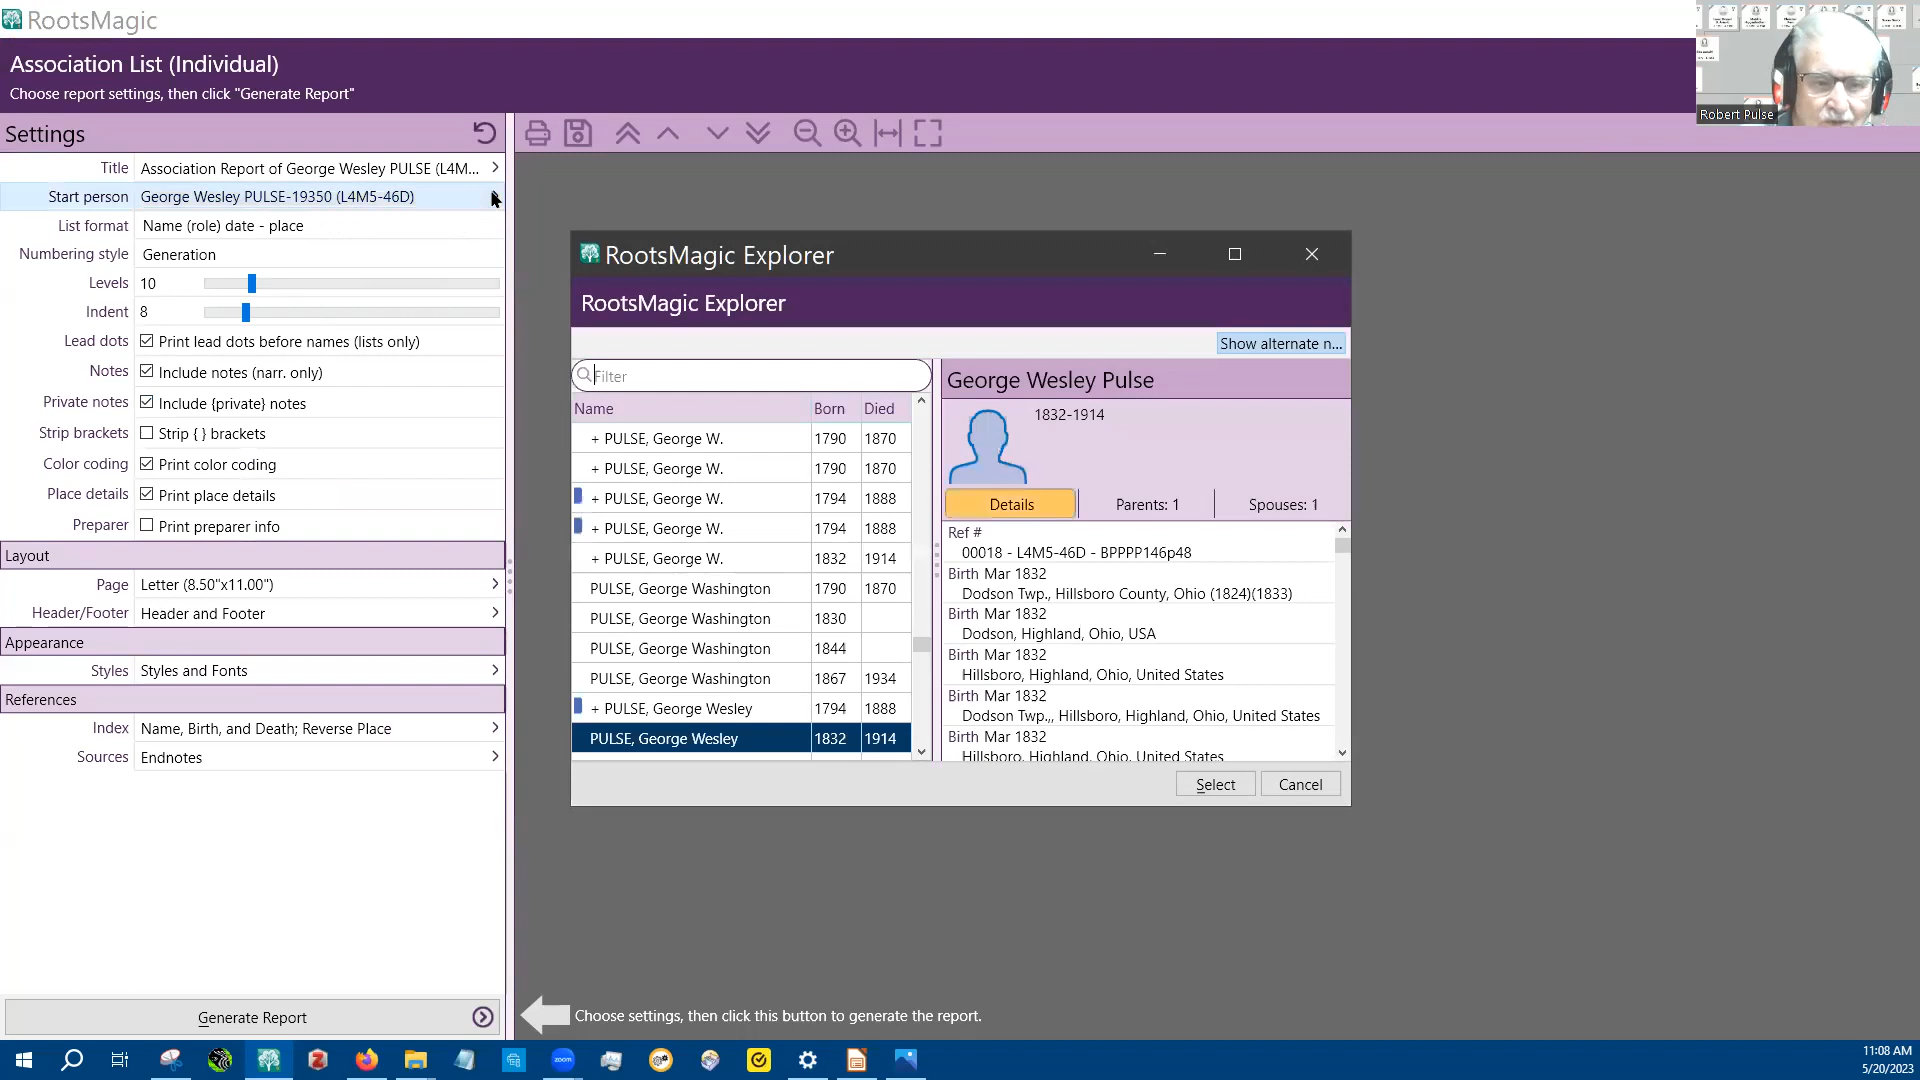 RootsMagic
Association List (Individual)
Choose report settings, then click "Generate Report"
Robert Pulse
Settings
Title Association Report of George Wesley PULSE (L4M...
Start person George Wesley PULSE-19350 (L4M5-46D)
List format Name (role) date - place
Numbering style Generation
Levels 10
Indent 8
Lead dots Print lead dots before names (lists only)
Notes Include notes (narr. only)
Private notes Include {private} notes
Strip brackets Strip { } brackets
Color coding Print color coding
Place details Print place details
Preparer Print preparer info
Layout
Page Letter (8.50"x11.00")
Header/Footer Header and Footer
Appearance
Styles Styles and Fonts
References
Index Name, Birth, and Death; Reverse Place
Sources Endnotes
Generate Report
Choose settings, then click this button to generate the report.
RootsMagic Explorer
RootsMagic Explorer
Show alternate n...
Filter
Name Born Died
+ PULSE, George W. 1790 1870
+ PULSE, George W. 1790 1870
+ PULSE, George W. 1794 1888
+ PULSE, George W. 1794 1888
+ PULSE, George W. 1832 1914
PULSE, George Washington 1790 1870
PULSE, George Washington 1830
PULSE, George Washington 1844
PULSE, George Washington 1867 1934
+ PULSE, George Wesley 1794 1888
PULSE, George Wesley 1832 1914
George Wesley Pulse
1832-1914
Details Parents: 1 Spouses: 1
Ref #
00018 - L4M5-46D - BPPPP146p48
Birth Mar 1832
Dodson Twp., Hillsboro County, Ohio (1824)(1833)
Birth Mar 1832
Dodson, Highland, Ohio, USA
Birth Mar 1832
Hillsboro, Highland, Ohio, United States
Birth Mar 1832
Dodson Twp.,, Hillsboro, Highland, Ohio, United States
Birth Mar 1832
Hillsboro, Highland, Ohio, United States
Select Cancel
zoom
11:08 AM
5/20/2023